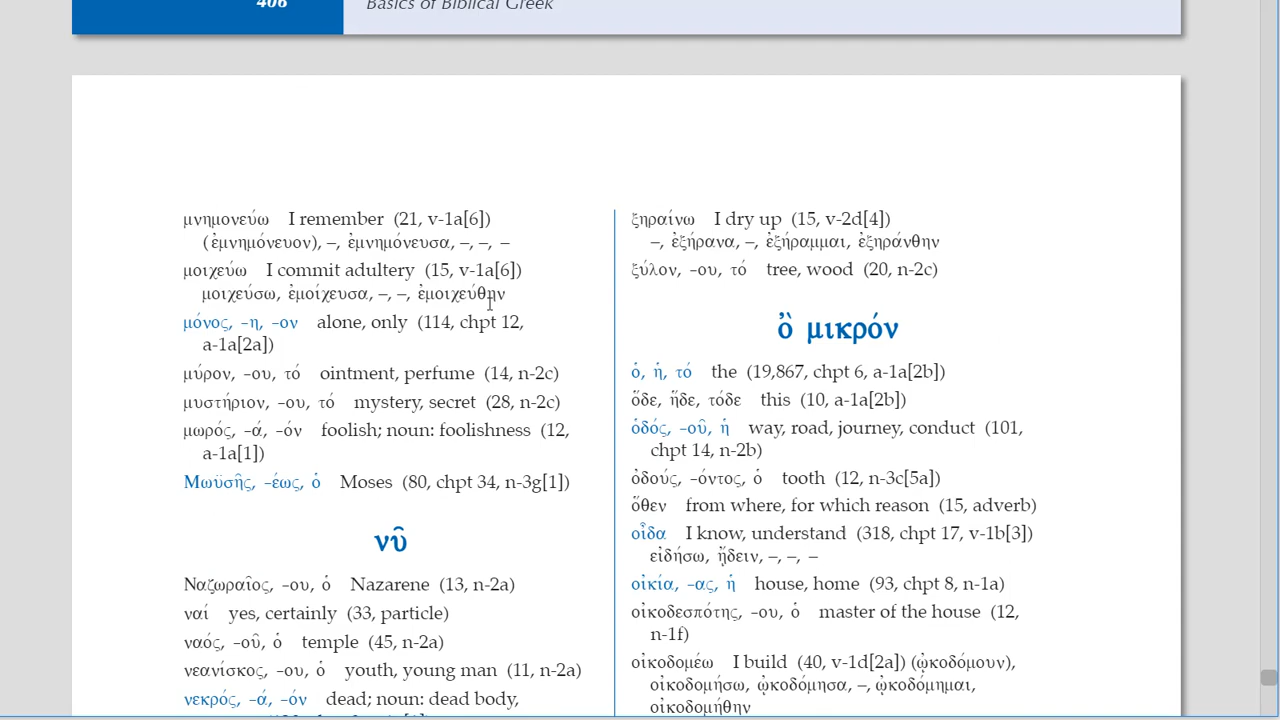 406 Basics of Biblical Greek
μνημονεύω I remember (21, v-1a[6])
(ἐμνημόνευον), –, ἐμνημόνευσα, –, –, –
μοιχεύω I commit adultery (15, v-1a[6])
μοιχεύσω, ἐμοίχευσα, –, –, ἐμοιχεύθην
μόνος, -η, -ον alone, only (114, chpt 12,
a-1a[2a])
μύρον, -ου, τό ointment, perfume (14, n-2c)
μυστήριον, -ου, τό mystery, secret (28, n-2c)
μωρός, -ά, -όν foolish; noun: foolishness (12,
a-1a[1])
Μωϋσῆς, -έως, ὁ Moses (80, chpt 34, n-3g[1])
νῦ
Ναζωραῖος, -ου, ὁ Nazarene (13, n-2a)
ναί yes, certainly (33, particle)
ναός, -οῦ, ὁ temple (45, n-2a)
νεανίσκος, -ου, ὁ youth, young man (11, n-2a)
νεκρός, -ά, -όν dead; noun: dead body,
ξηραίνω I dry up (15, v-2d[4])
–, ἐξήρανα, –, ἐξήραμμαι, ἐξηράνθην
ξύλον, -ου, τό tree, wood (20, n-2c)
ὂ μικρόν
ὁ, ἡ, τό the (19,867, chpt 6, a-1a[2b])
ὅδε, ἥδε, τόδε this (10, a-1a[2b])
ὁδός, -οῦ, ἡ way, road, journey, conduct (101,
chpt 14, n-2b)
ὀδούς, -όντος, ὁ tooth (12, n-3c[5a])
ὅθεν from where, for which reason (15, adverb)
οἶδα I know, understand (318, chpt 17, v-1b[3])
εἰδήσω, ᾔδειν, –, –, –
οἰκία, -ας, ἡ house, home (93, chpt 8, n-1a)
οἰκοδεσπότης, -ου, ὁ master of the house (12,
n-1f)
οἰκοδομέω I build (40, v-1d[2a]) (ᾠκοδόμουν),
οἰκοδομήσω, ᾠκοδόμησα, –, ᾠκοδόμημαι,
οἰκοδομήθην